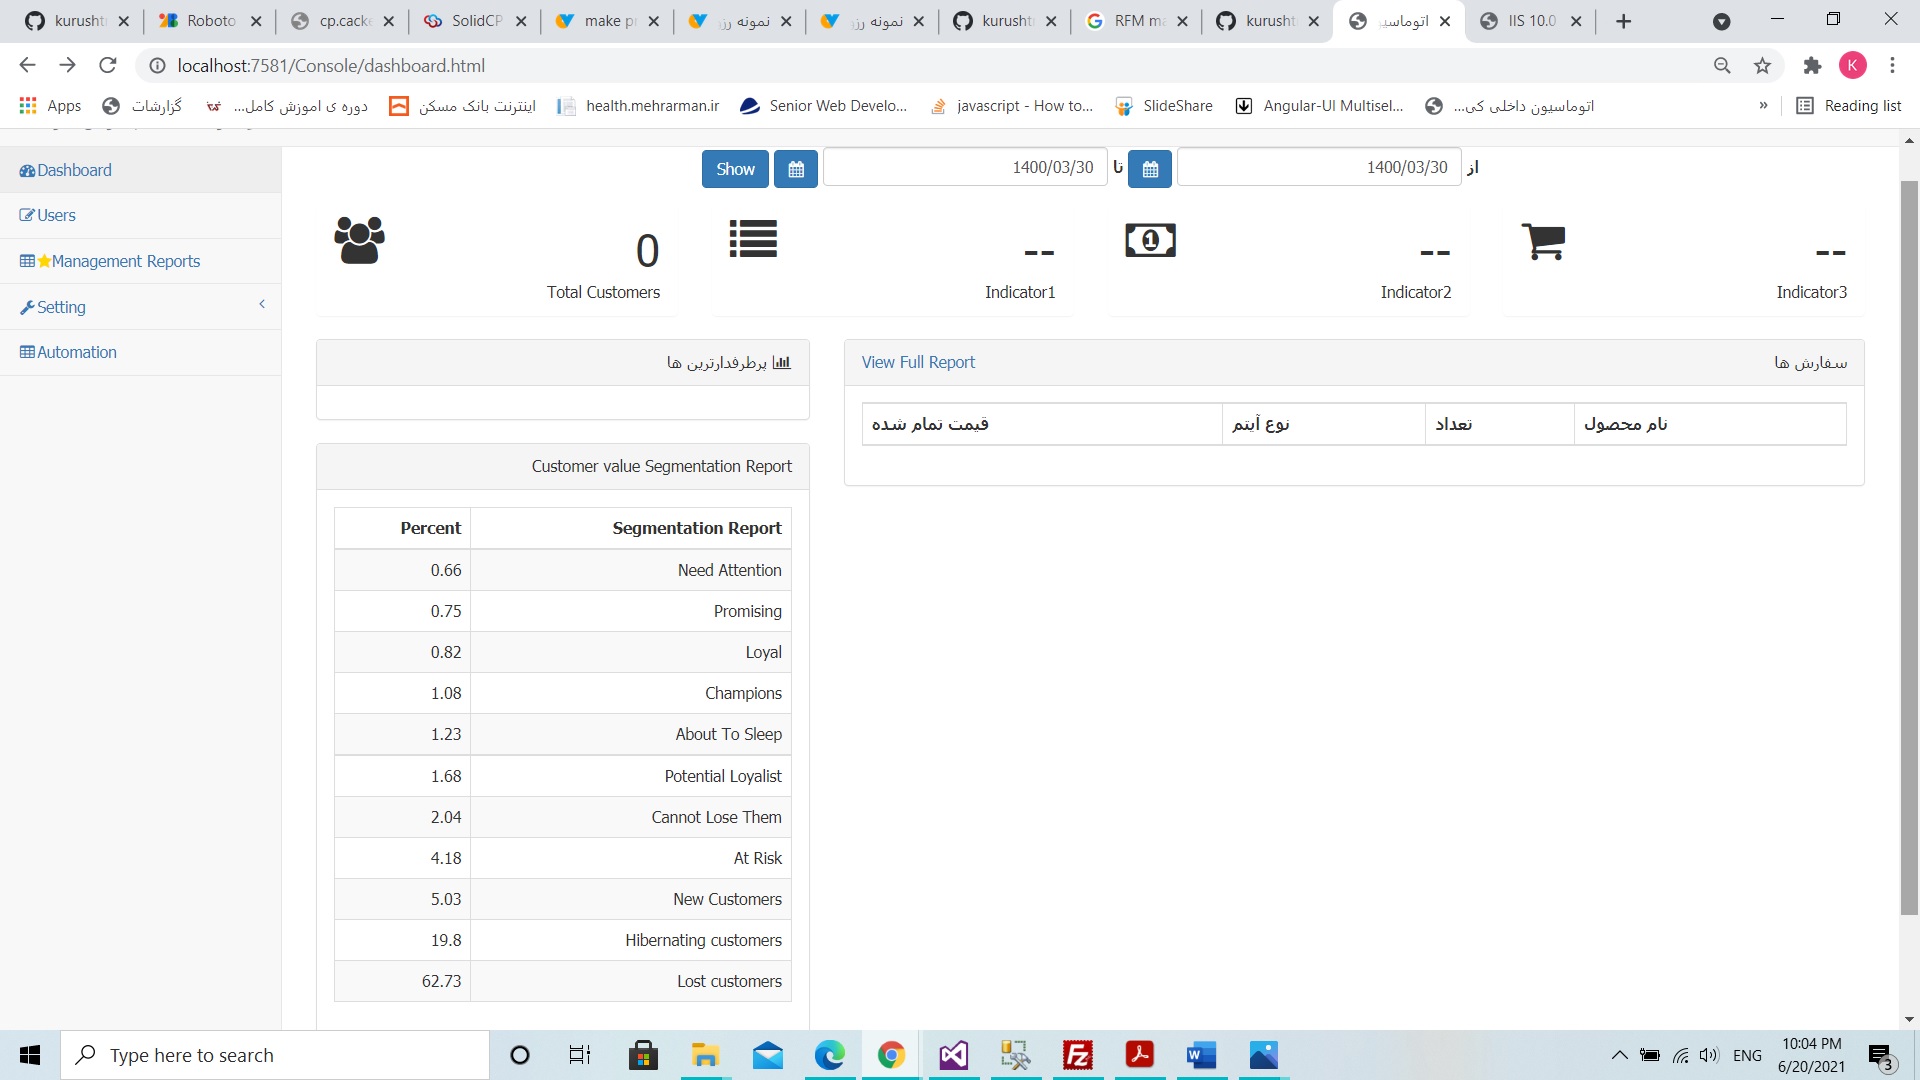 kurusht
Roboto
cp.cacke
SolidCP
make pr
نمونه رزو
نمونه رزو
kurusht
RFM ma
kurusht
اتوماسیو
IIS 10.0
localhost:7581/Console/dashboard.html
K
Apps
گزارشات
دوره ی اموزش کامل...
اینترنت بانک مسکن
health.mehrarman.ir
Senior Web Develo...
javascript - How to...
SlideShare
Angular-UI Multisel...
اتوماسیون داخلی کی...
»
Reading list
Dashboard
Users
Management Reports
Setting
Automation
از 1400/03/30 تا 1400/03/30 Show
0
Total Customers
--
Indicator1
--
Indicator2
--
Indicator3
پرطرفدارترین ها
سفارش ها
View Full Report
نام محصول تعداد نوع آیتم قیمت تمام شده
Customer value Segmentation Report
Percent Segmentation Report
0.66 Need Attention
0.75 Promising
0.82 Loyal
1.08 Champions
1.23 About To Sleep
1.68 Potential Loyalist
2.04 Cannot Lose Them
4.18 At Risk
5.03 New Customers
19.8 Hibernating customers
62.73 Lost customers
Type here to search
ENG
10:04 PM
6/20/2021
3